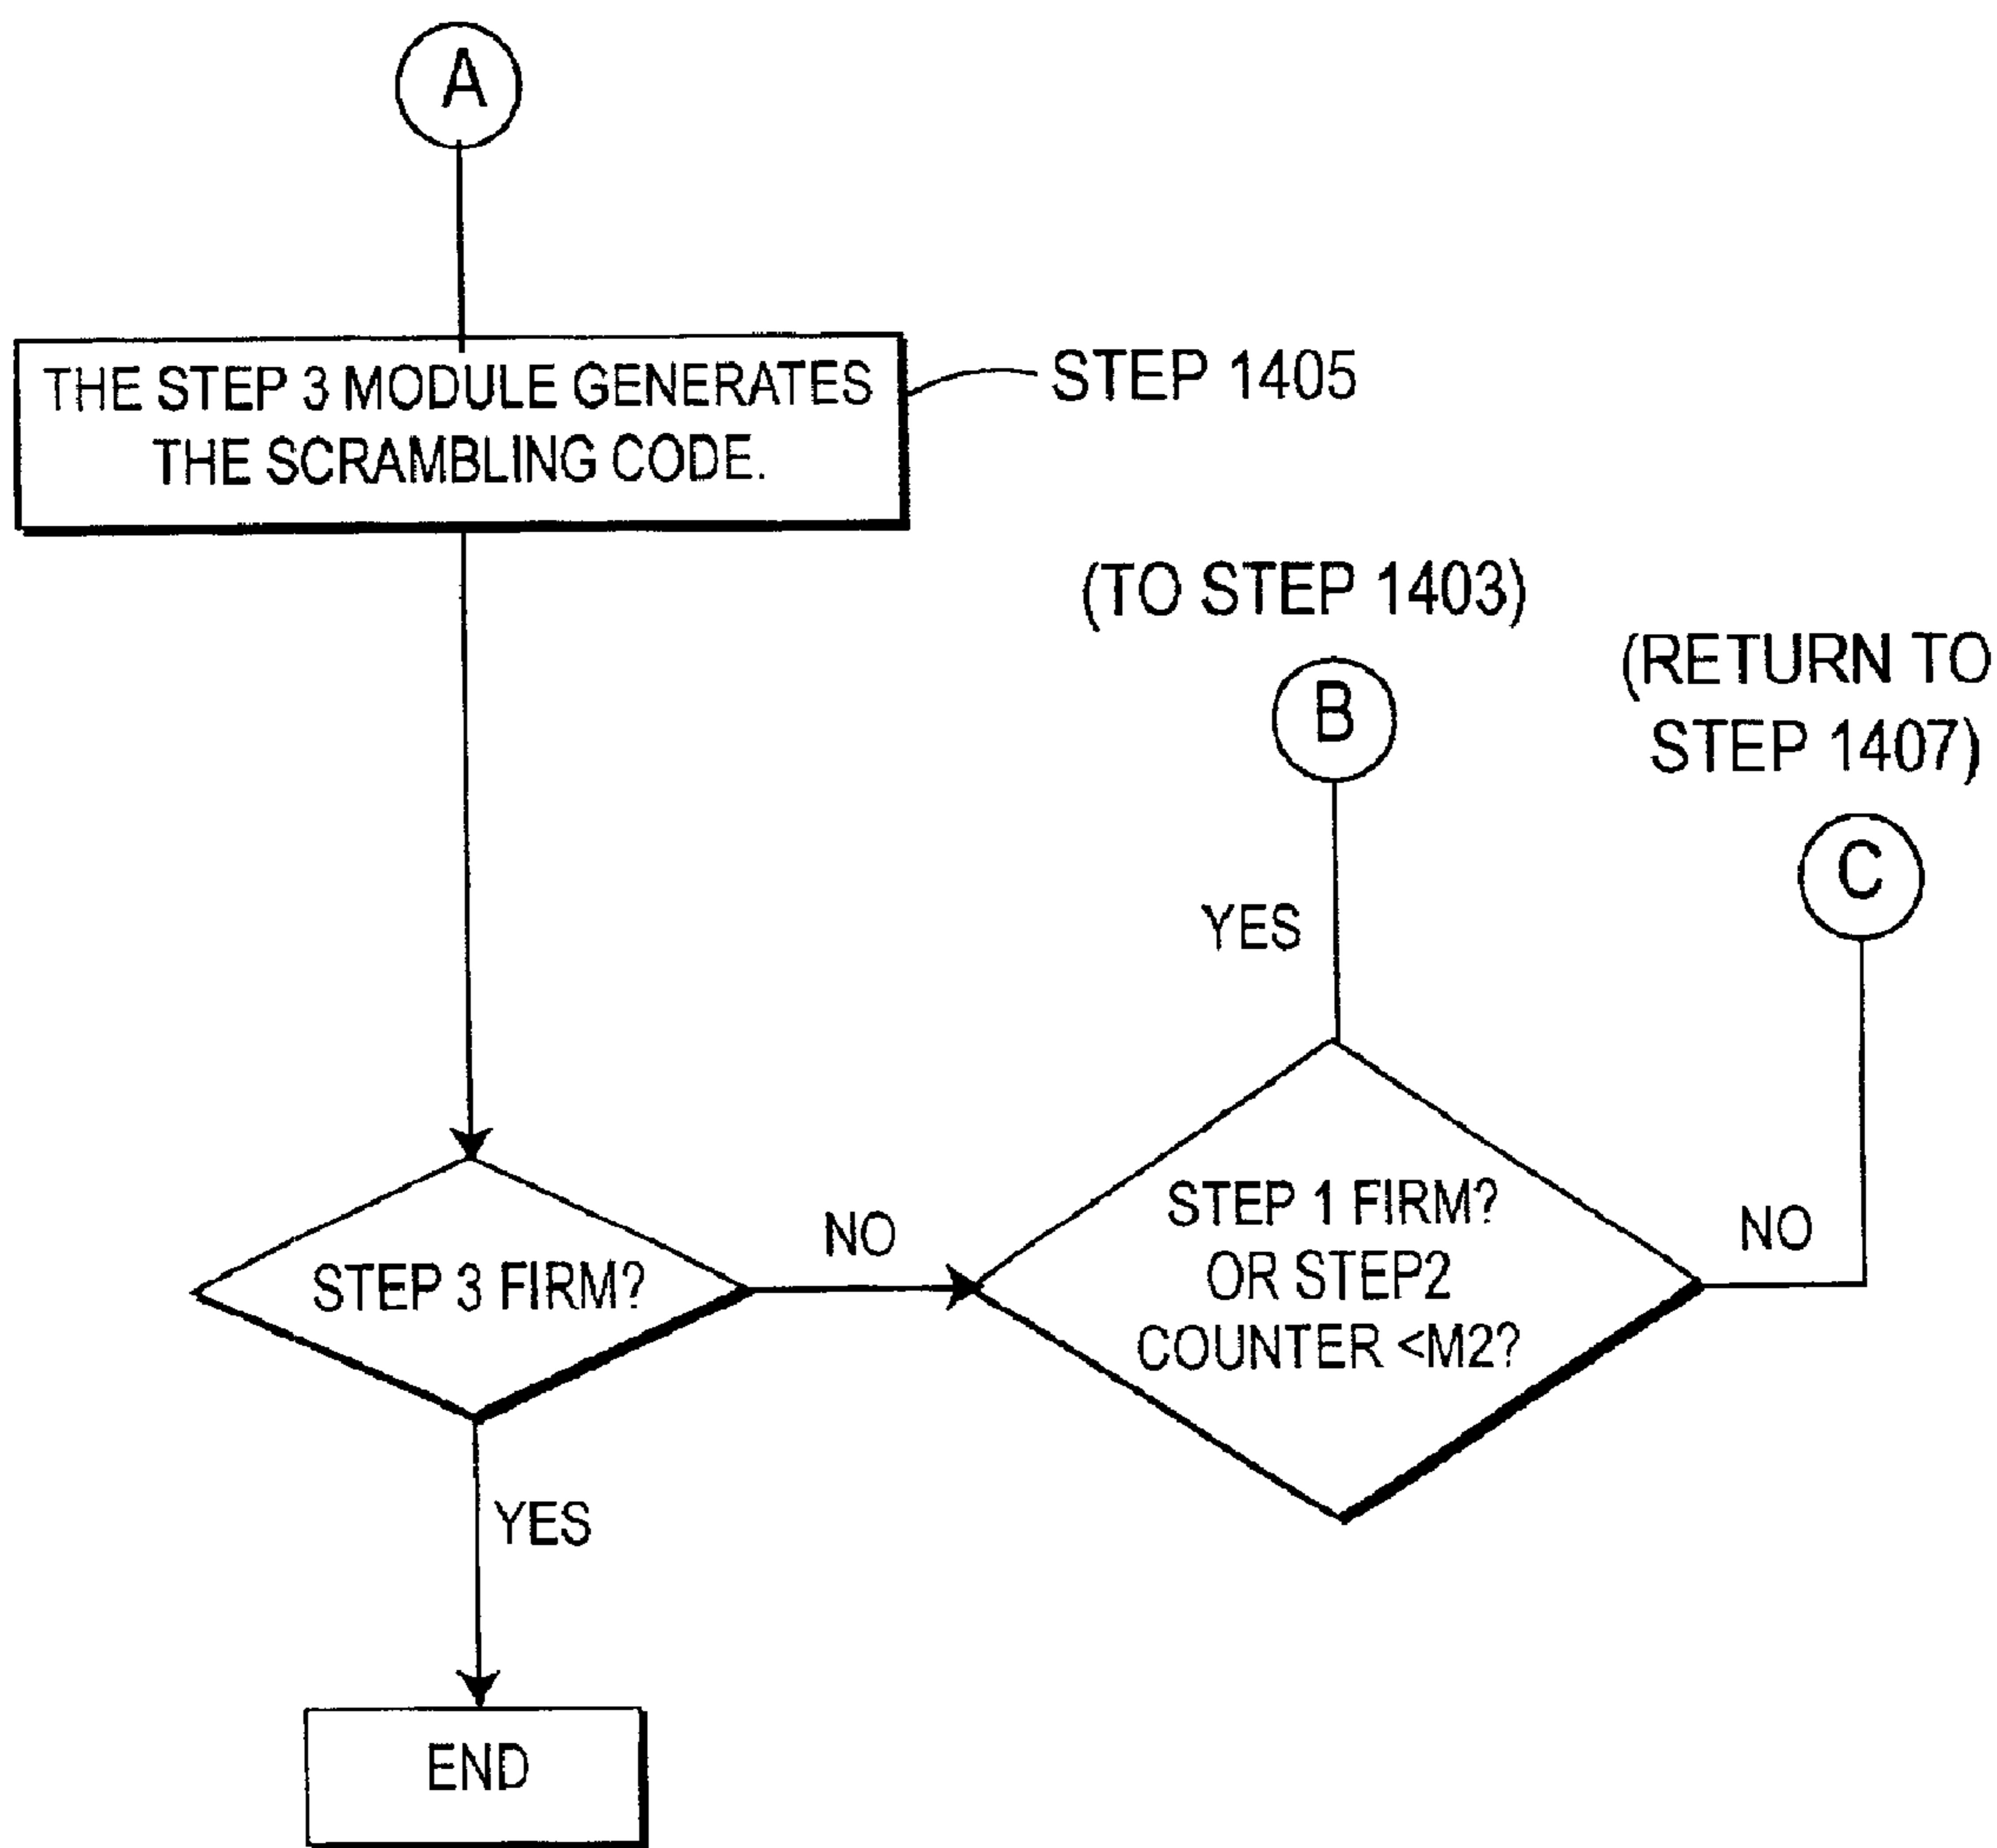 A
THE STEP 3 MODULE GENERATES
THE SCRAMBLING CODE.
STEP 1405
(TO STEP 1403)
B
(RETURN TO
STEP 1407)
C
YES
STEP 3 FIRM?
NO
STEP 1 FIRM?
OR STEP2
COUNTER <M2?
NO
YES
END